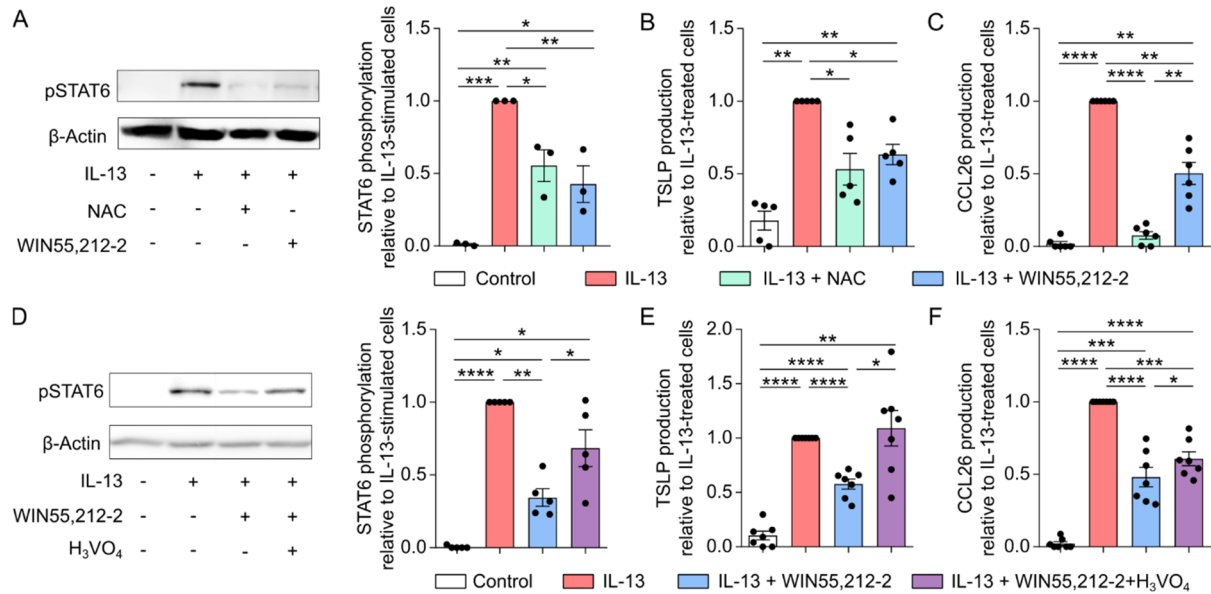 A
pSTAT6
β-Actin
IL-13 - + + +
NAC - - + -
WIN55,212-2 - - - +
STAT6 phosphorylation
relative to IL-13-stimulated cells
1.5
1.0
0.5
0.0
*
**
**
*** *
B
TSLP production
relative to IL-13-treated cells
1.5
1.0
0.5
0.0
**
** *
*
C
CCL26 production
relative to IL-13-treated cells
1.5
1.0
0.5
0.0
**
**** **
**** **
Control IL-13 IL-13 + NAC IL-13 + WIN55,212-2
D
pSTAT6
β-Actin
IL-13 - + + +
WIN55,212-2 - - + +
H₃VO₄ - - - +
STAT6 phosphorylation
relative to IL-13-stimulated cells
1.5
1.0
0.5
0.0
*
* *
**** **
E
TSLP production
relative to IL-13-treated cells
2.0
1.5
1.0
0.5
0.0
**
**** *
**** ****
F
CCL26 production
relative to IL-13-treated cells
1.5
1.0
0.5
0.0
****
*** ***
**** **** *
Control IL-13 IL-13 + WIN55,212-2 IL-13 + WIN55,212-2+H₃VO₄